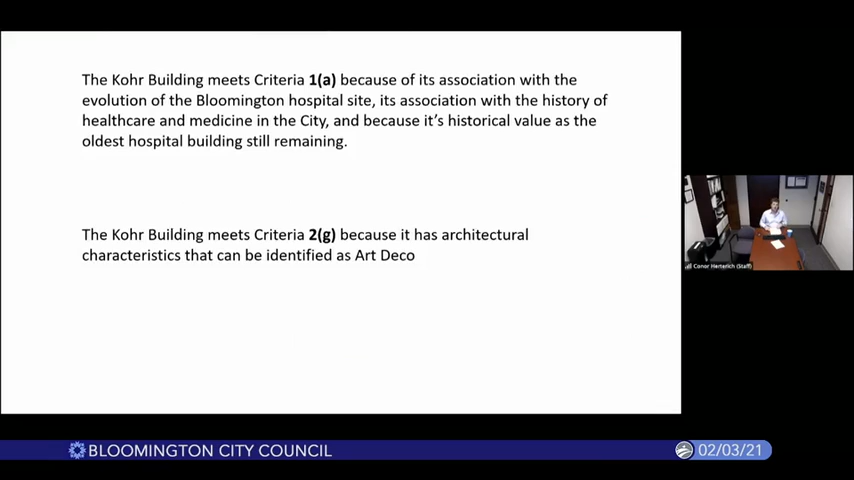 The Kohr Building meets Criteria 1(a) because of its association with the
evolution of the Bloomington hospital site, its association with the history of
healthcare and medicine in the City, and because it's historical value as the
oldest hospital building still remaining.
The Kohr Building meets Criteria 2(g) because it has architectural
characteristics that can be identified as Art Deco
Conor Herterich (Staff)
BLOOMINGTON CITY COUNCIL
02/03/21